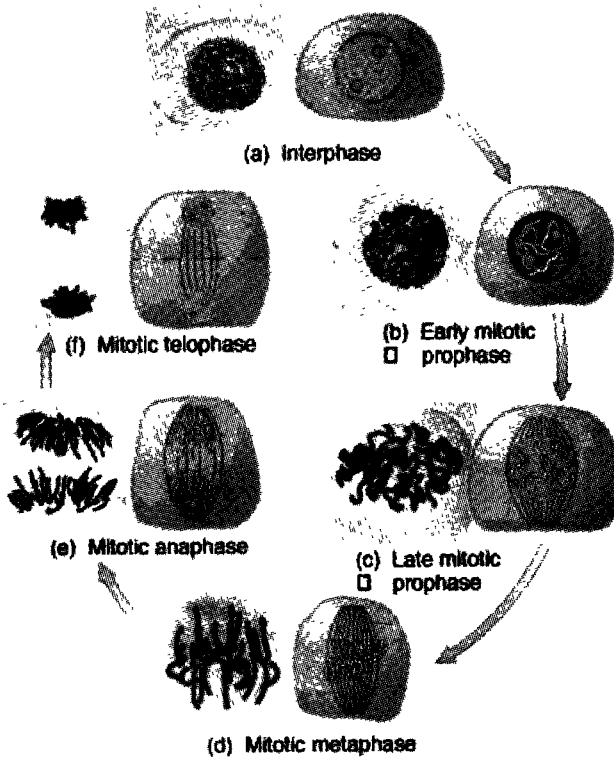 (a) Interphase
(b) Early mitotic
prophase
(c) Late mitotic
prophase
(d) Mitotic metaphase
(e) Mitotic anaphase
(f) Mitotic telophase